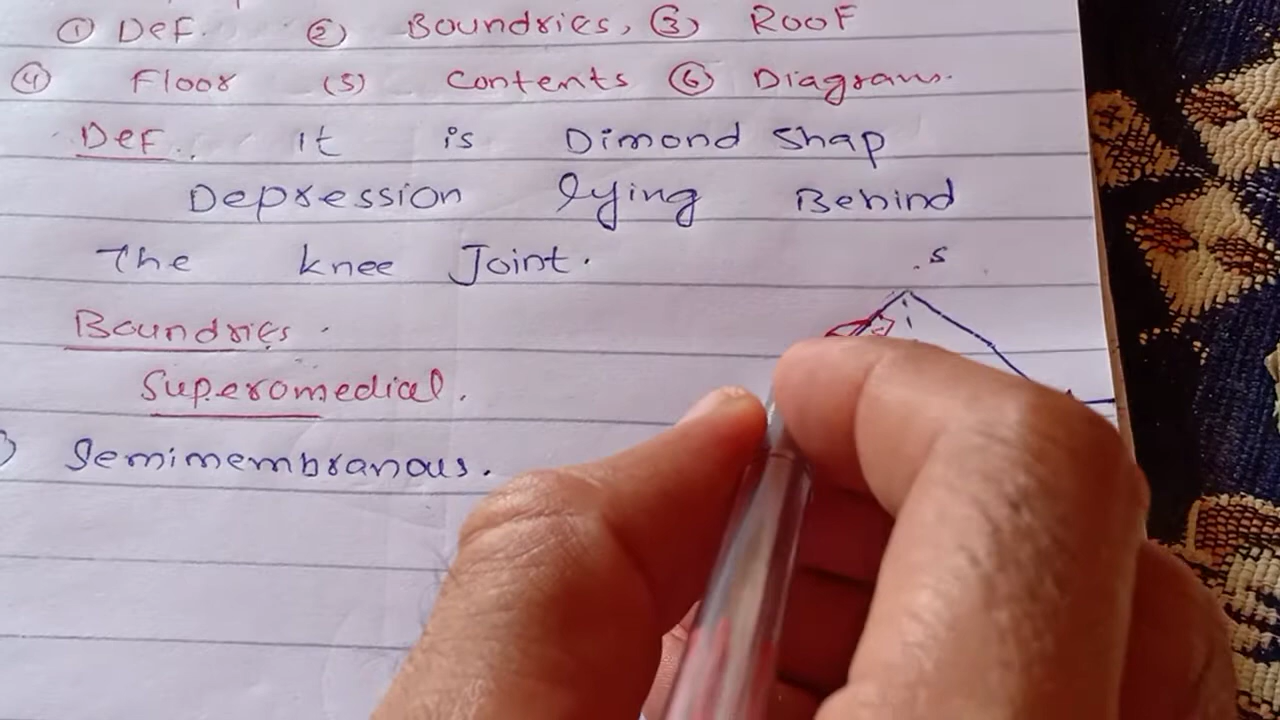 ① Def. ② Boundries, ③ Roof
④ Floor (5) Contents ⑥ Diagram.
Def.. It is Dimond Shap
Depression lying Behind
The knee Joint.
.s
Boundries.
Superomedical.
Semimembranous.